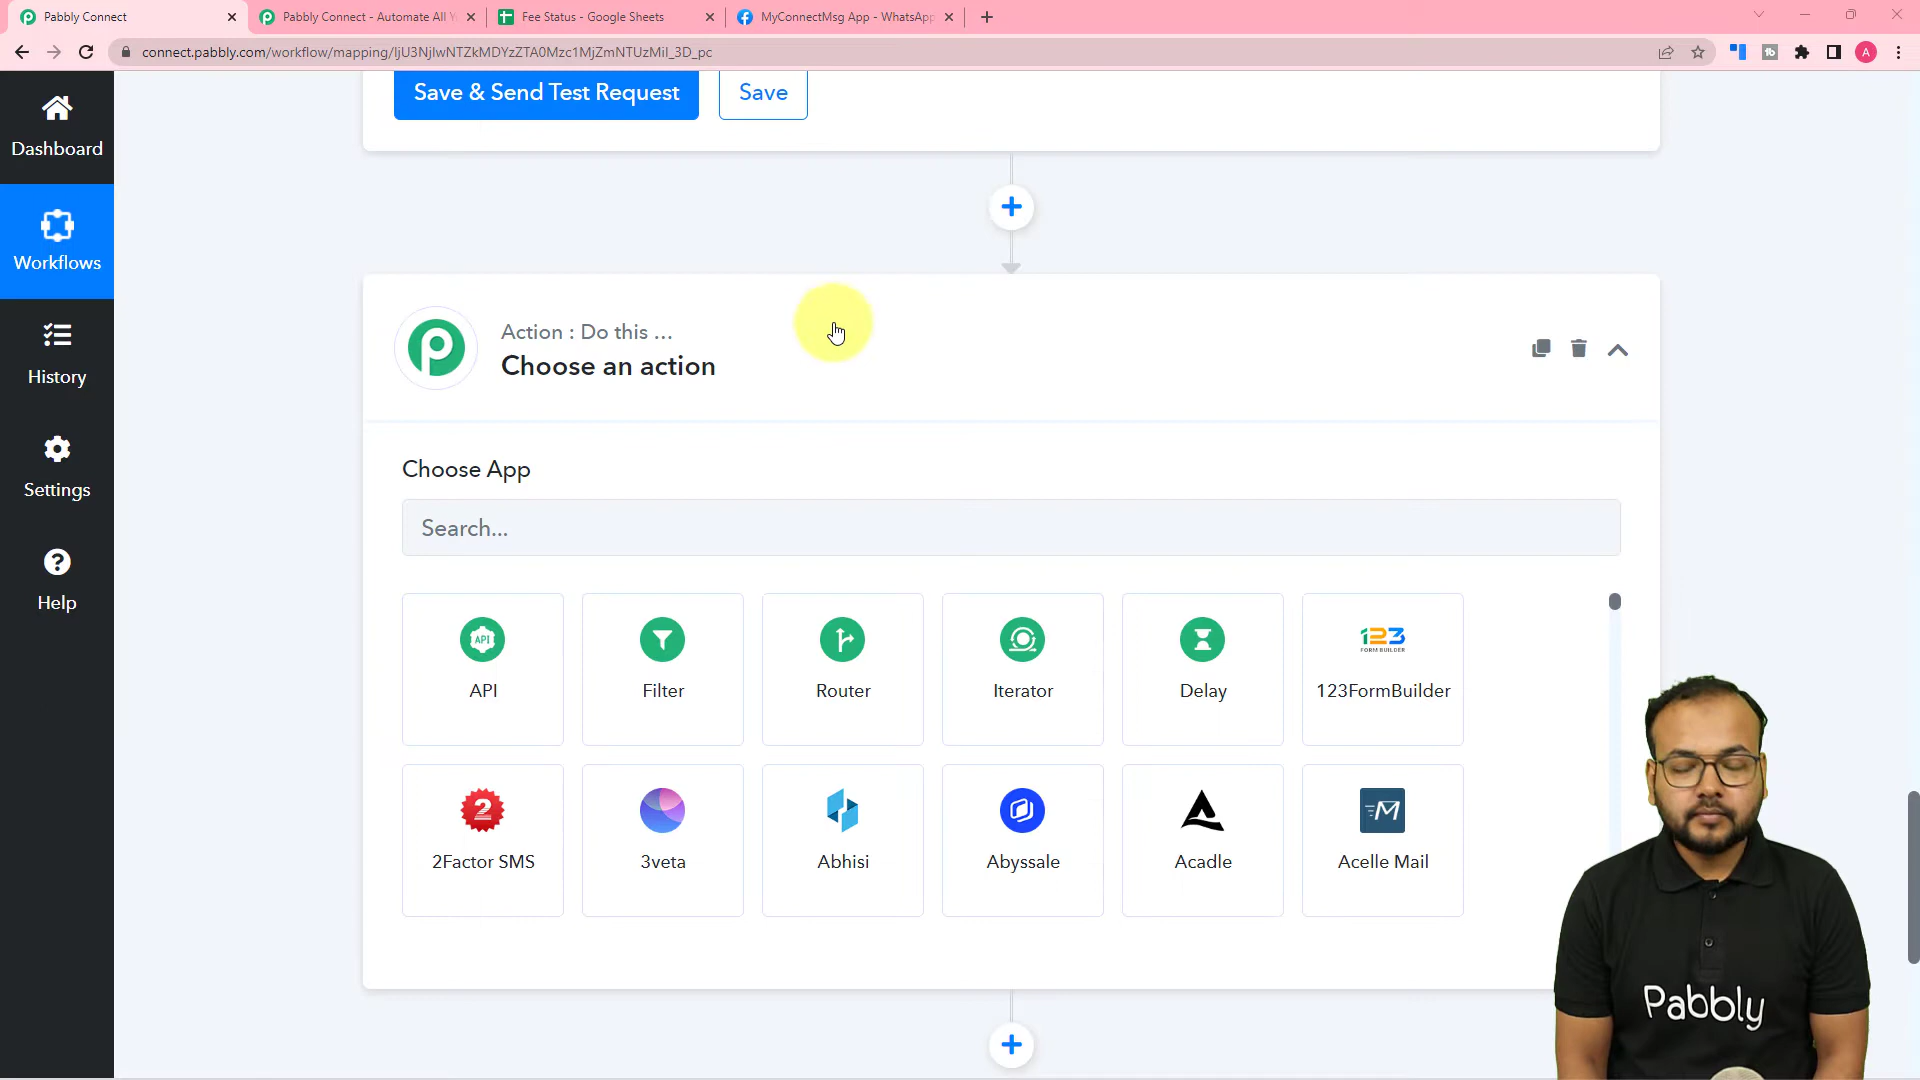 Pabbly Connect
Pabbly Connect - Automate All Y
Fee Status - Google Sheets
MyConnectMsg App - WhatsApp
connect.pabbly.com/workflow/mapping/IjU3NjIwNTZkMDYzZTA0Mzc1MjZmNTUzMiI_3D_pc
A
Dashboard
Workflows
History
Settings
Help
Save & Send Test Request
Save
Action : Do this ...
Choose an action
Choose App
Search...
API
API
Filter
Router
Iterator
Delay
123
FORM BUILDER
123FormBuilder
2
2Factor SMS
3veta
Abhisi
Abyssale
Acadle
M
Acelle Mail
Pabbly